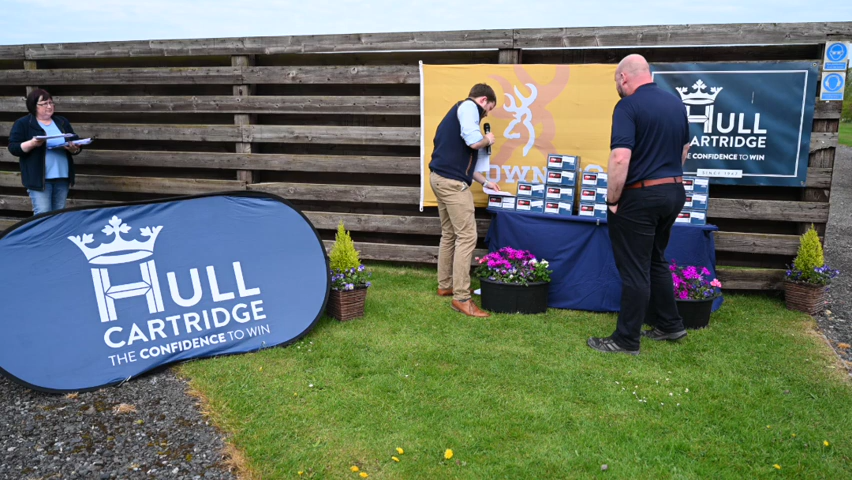 HULL
CARTRIDGE
THE CONFIDENCE TO WIN
OWN
HULL
CARTRIDGE
THE CONFIDENCE TO WIN
SINCE 1947